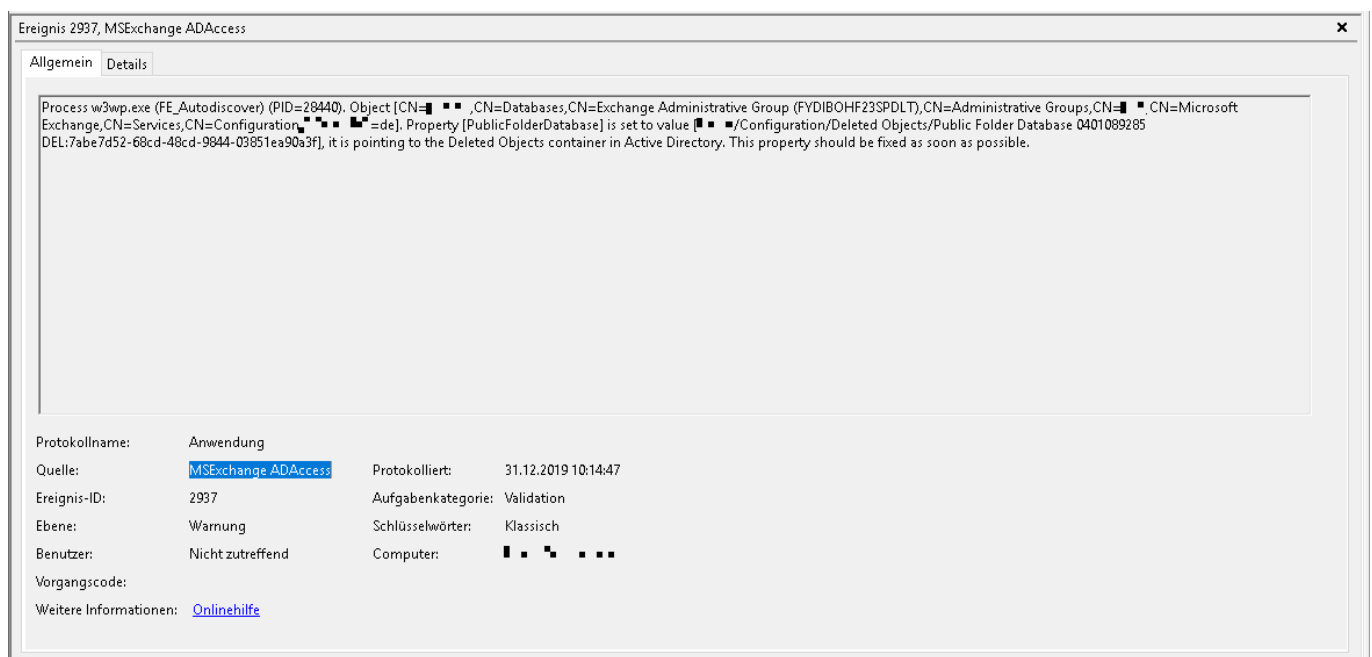 Ereignis 2937, MSExchange ADAccess
Allgemein Details
Process w3wp.exe (FE_Autodiscover) (PID=28440). Object [CN= ,CN=Databases,CN=Exchange Administrative Group (FYDIBOHF23SPDLT),CN=Administrative Groups,CN= ,CN=Microsoft
Exchange,CN=Services,CN=Configuration, =de]. Property [PublicFolderDatabase] is set to value [ /Configuration/Deleted Objects/Public Folder Database 0401089285
DEL:7abe7d52-68cd-48cd-9844-03851ea90a3f], it is pointing to the Deleted Objects container in Active Directory. This property should be fixed as soon as possible.
Protokollname: Anwendung
Quelle: MSExchange ADAccess Protokolliert: 31.12.2019 10:14:47
Ereignis-ID: 2937 Aufgabenkategorie: Validation
Ebene: Warnung Schlüsselwörter: Klassisch
Benutzer: Nicht zutreffend Computer:
Vorgangscode:
Weitere Informationen: Onlinehilfe